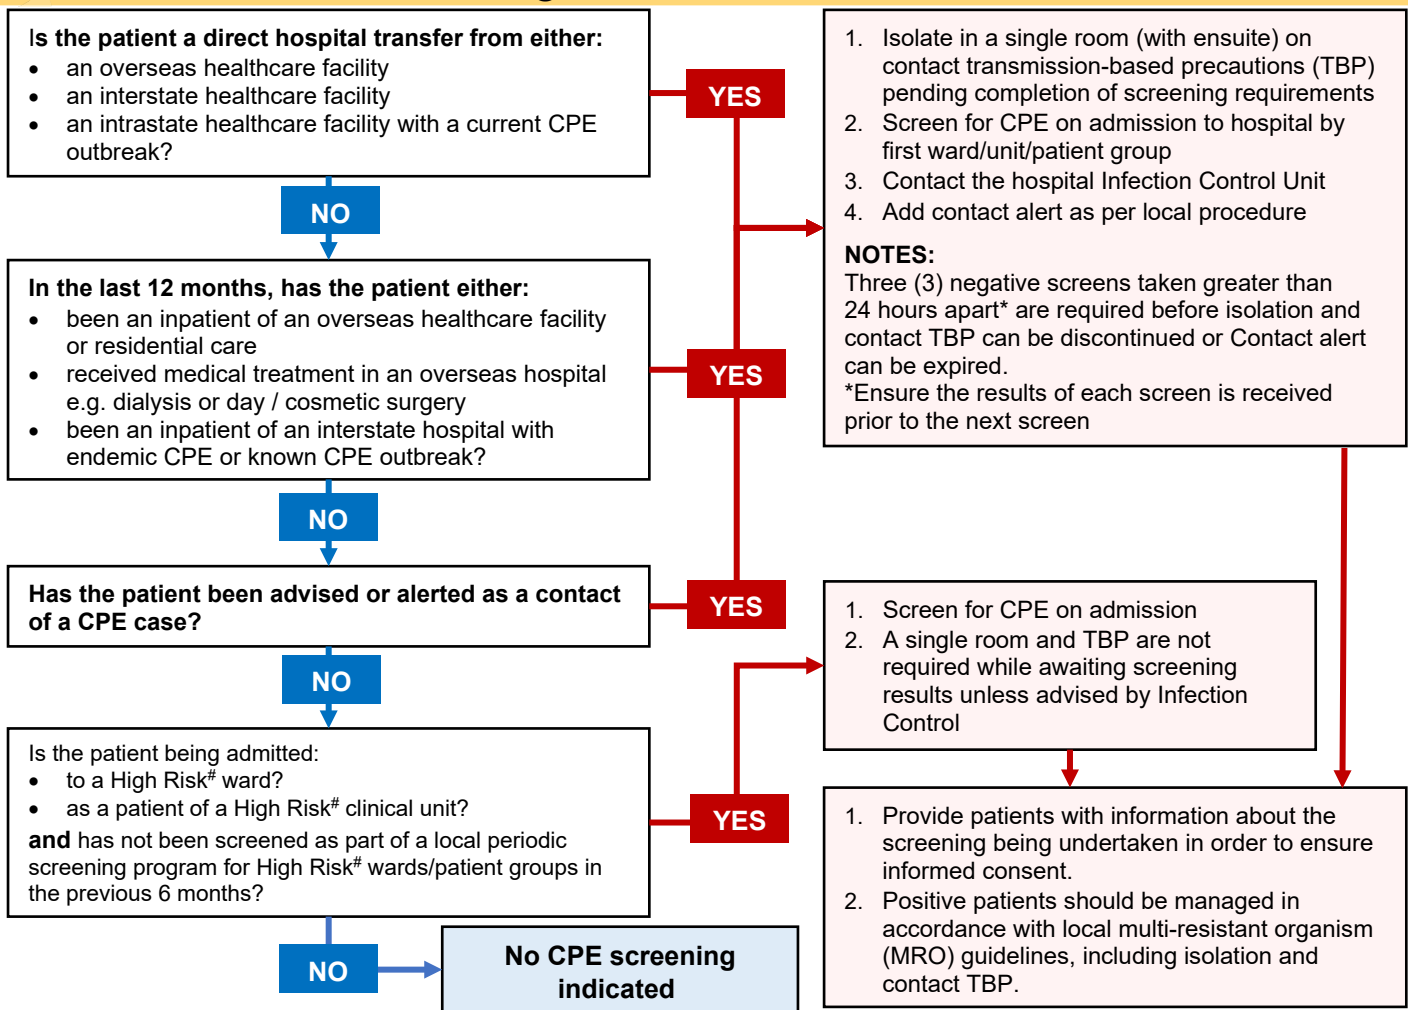 Is the patient a direct hospital transfer from either:
• an overseas healthcare facility
• an interstate healthcare facility
• an intrastate healthcare facility with a current CPE
outbreak?
YES
NO
In the last 12 months, has the patient either:
• been an inpatient of an overseas healthcare facility
or residential care
• received medical treatment in an overseas hospital
e.g. dialysis or day / cosmetic surgery
• been an inpatient of an interstate hospital with
endemic CPE or known CPE outbreak?
YES
NO
Has the patient been advised or alerted as a contact
of a CPE case?
YES
NO
Is the patient being admitted:
• to a High Risk# ward?
• as a patient of a High Risk# clinical unit?
and has not been screened as part of a local periodic
screening program for High Risk# wards/patient groups in
the previous 6 months?
YES
NO
No CPE screening
indicated
1. Isolate in a single room (with ensuite) on
contact transmission-based precautions (TBP)
pending completion of screening requirements
2. Screen for CPE on admission to hospital by
first ward/unit/patient group
3. Contact the hospital Infection Control Unit
4. Add contact alert as per local procedure
NOTES:
Three (3) negative screens taken greater than
24 hours apart* are required before isolation and
contact TBP can be discontinued or Contact alert
can be expired.
*Ensure the results of each screen is received
prior to the next screen
1. Screen for CPE on admission
2. A single room and TBP are not
required while awaiting screening
results unless advised by Infection
Control
1. Provide patients with information about the
screening being undertaken in order to ensure
informed consent.
2. Positive patients should be managed in
accordance with local multi-resistant organism
(MRO) guidelines, including isolation and
contact TBP.